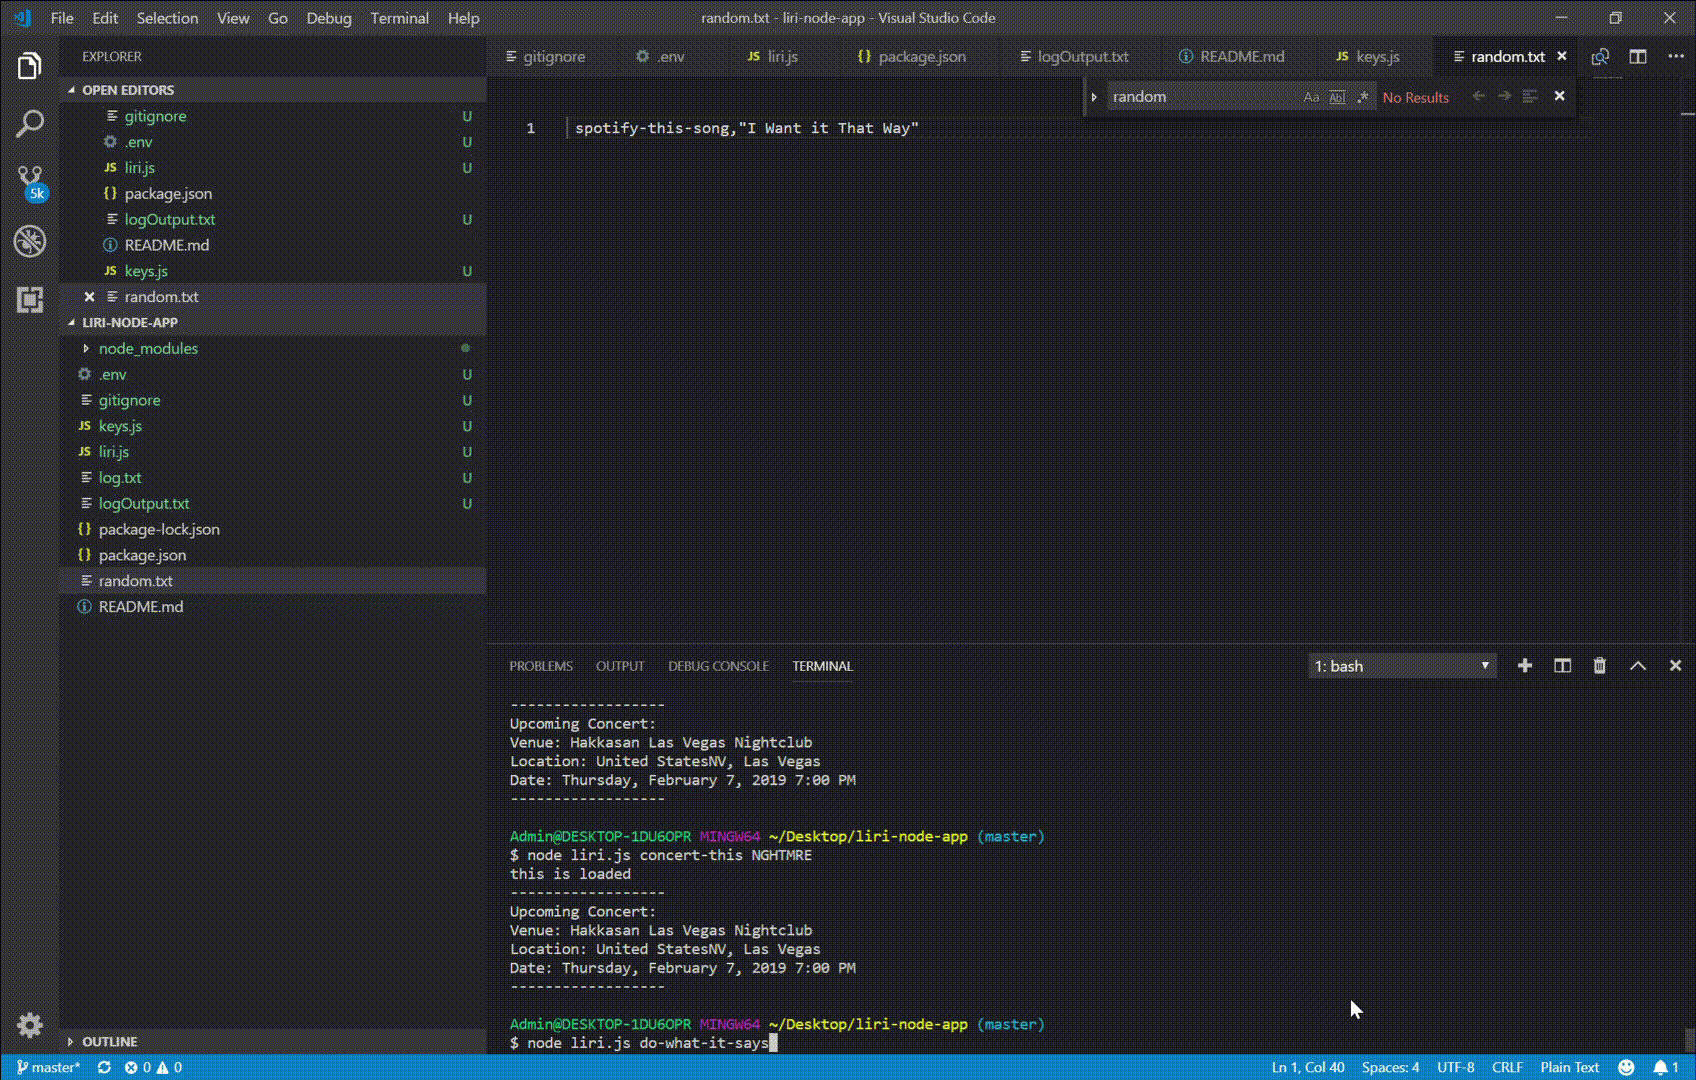 File Edit Selection View Go Debug Terminal Help
random.txt - liri-node-app - Visual Studio Code
EXPLORER
OPEN EDITORS
gitignore U
.env U
JS liri.js U
{} package.json
logOutput.txt U
README.md
JS keys.js U
random.txt
LIRI-NODE-APP
node_modules
.env U
gitignore U
JS keys.js U
JS liri.js U
log.txt U
logOutput.txt U
{} package-lock.json
{} package.json
random.txt
README.md
OUTLINE
5k
gitignore .env JS liri.js {} package.json logOutput.txt README.md JS keys.js random.txt
random Aa Abl .* No Results
1 spotify-this-song,"I Want it That Way"
PROBLEMS OUTPUT DEBUG CONSOLE TERMINAL 1: bash
------------------
Upcoming Concert:
Venue: Hakkasan Las Vegas Nightclub
Location: United StatesNV, Las Vegas
Date: Thursday, February 7, 2019 7:00 PM
------------------
Admin@DESKTOP-1DU6OPR MINGW64 ~/Desktop/liri-node-app (master)
$ node liri.js concert-this NGHTMRE
this is loaded
------------------
Upcoming Concert:
Venue: Hakkasan Las Vegas Nightclub
Location: United StatesNV, Las Vegas
Date: Thursday, February 7, 2019 7:00 PM
------------------
Admin@DESKTOP-1DU6OPR MINGW64 ~/Desktop/liri-node-app (master)
$ node liri.js do-what-it-says
master* 0 0 Ln 1, Col 40 Spaces: 4 UTF-8 CRLF Plain Text 1